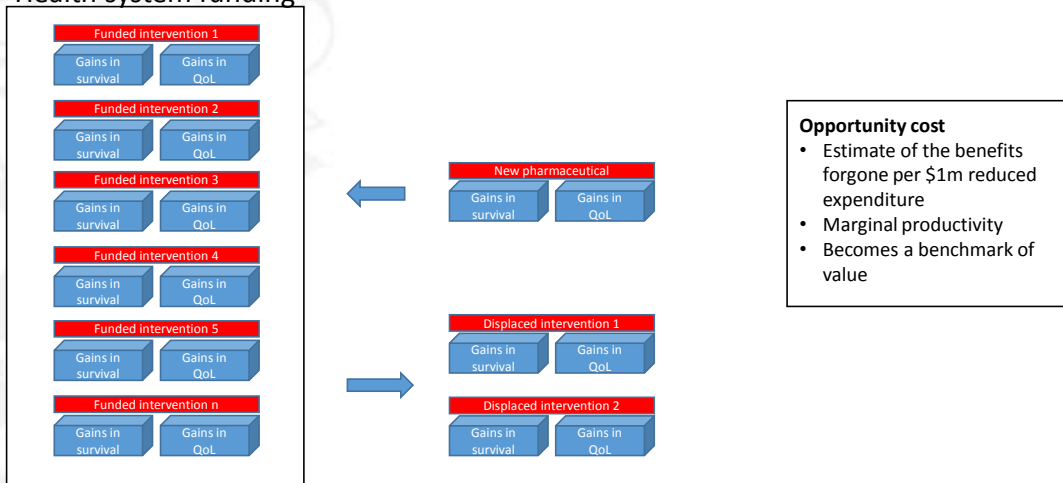 Health system funding
Funded intervention 1
Gains in survival
Gains in QoL
Funded intervention 2
Gains in survival
Gains in QoL
Funded intervention 3
Gains in survival
Gains in QoL
Funded intervention 4
Gains in survival
Gains in QoL
Funded intervention 5
Gains in survival
Gains in QoL
Funded intervention n
Gains in survival
Gains in QoL
New pharmaceutical
Gains in survival
Gains in QoL
Displaced intervention 1
Gains in survival
Gains in QoL
Displaced intervention 2
Gains in survival
Gains in QoL
Opportunity cost
• Estimate of the benefits
forgone per $1m reduced
expenditure
• Marginal productivity
• Becomes a benchmark of
value